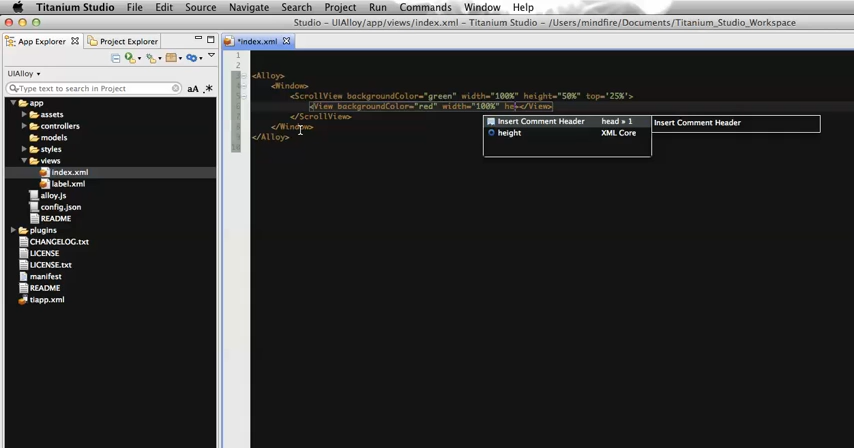 Titanium Studio File Edit Source Navigate Search Project Run Commands Window Help
Studio - UIAlloy/app/views/index.xml - Titanium Studio - /Users/mindfire/Documents/Titanium_Studio_Workspace
App Explorer Project Explorer
*index.xml
UIAlloy
Type text to search in Project aA .*
app
assets
controllers
models
styles
views
index.xml
label.xml
alloy.js
config.json
README
plugins
CHANGELOG.txt
LICENSE
LICENSE.txt
manifest
README
tiapp.xml
1
2
<Alloy>
<Window>
<ScrollView backgroundColor="green" width="100%" height="50%" top='25%'>
<View backgroundColor="red" width="100%" he></View>
</ScrollView>
</Window>
</Alloy>
Insert Comment Header head » 1
height XML Core
Insert Comment Header